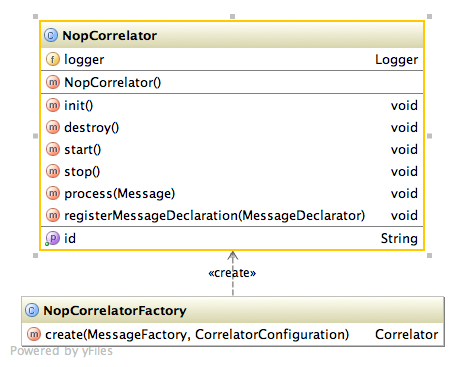 C NopCorrelator
f logger Logger
m NopCorrelator()
m init() void
m destroy() void
m start() void
m stop() void
m process(Message) void
m registerMessageDeclaration(MessageDeclarator) void
p id String
«create»
C NopCorrelatorFactory
m create(MessageFactory, CorrelatorConfiguration) Correlator
Powered by yFiles